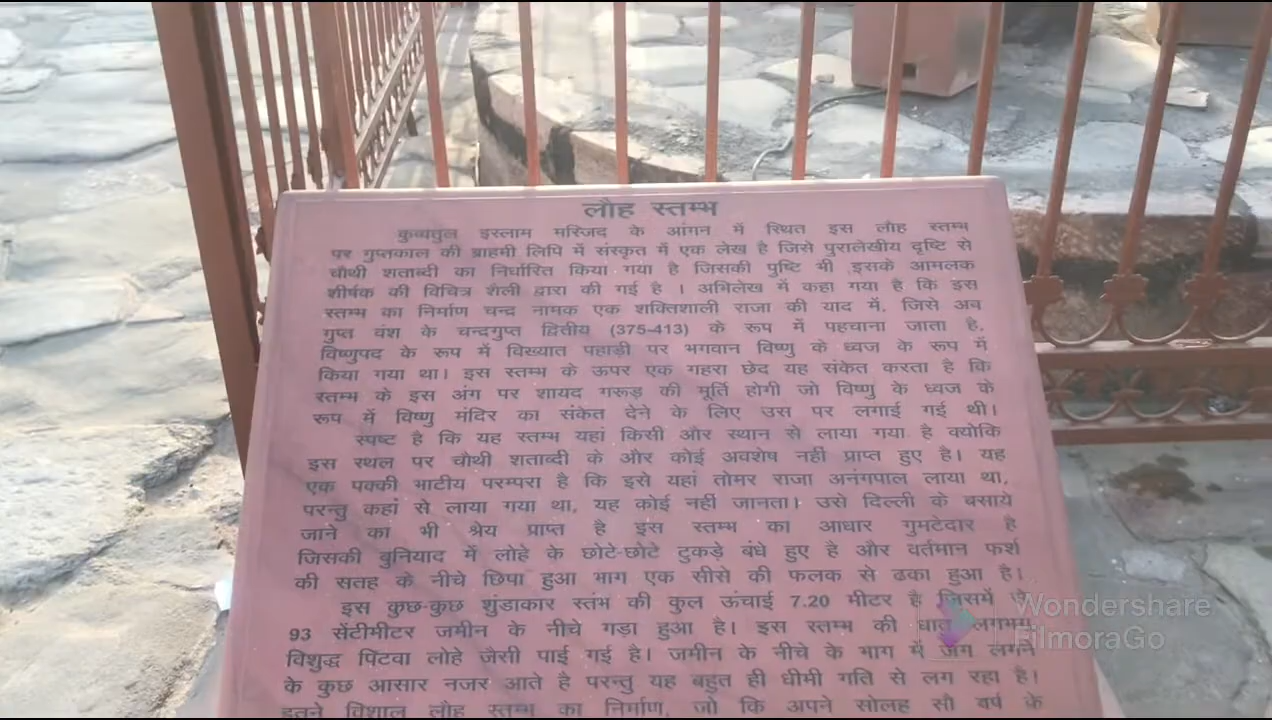 लौह स्तम्भ
कुव्वतुल इस्लाम मस्जिद के आंगन में स्थित इस लौह स्तम्भ
पर गुप्तकाल की ब्राहमी लिपि में संस्कृत में एक लेख है जिसे पुरालेखीय दृष्टि से
चौथी शताब्दी का निर्धारित किया गया है जिसकी पुष्टि भी इसके आमलक
शीर्षक की विचित्र शैली द्वारा की गई है । अभिलेख में कहा गया है कि इस
स्तम्भ का निर्माण चन्द्र नामक एक शक्तिशाली राजा की याद में, जिसे अब
गुप्त वंश के चन्दगुप्त द्वितीय (375-413) के रूप में पहचाना जाता है,
विष्णुपद के रूप में विख्यात पहाड़ी पर भगवान विष्णु के ध्वज के रूप में
किया गया था। इस स्तम्भ के ऊपर एक गहरा छेद यह संकेत करता है कि
स्तम्भ के इस अंग पर शायद गरूड़ की मूर्ति होगी जो विष्णु के ध्वज के
रूप में विष्णु मंदिर का संकेत देने के लिए उस पर लगाई गई थी।
स्पष्ट है कि यह स्तम्भ यहां किसी और स्थान से लाया गया है क्योकि
इस स्थल पर चौथी शताब्दी के और कोई अवशेष नहीं प्राप्त हुए है। यह
एक पक्की भाटीय परम्परा है कि इसे यहां तोमर राजा अनंगपाल लाया था,
परन्तु कहां से लाया गया था, यह कोई नहीं जानता। उसे दिल्ली के बसाये
जाने का भी श्रेय प्राप्त है इस स्तम्भ का आधार गुमटेदार है
जिसकी बुनियाद में लोहे के छोटे-छोटे टुकड़े बंधे हुए है और वर्तमान फर्श
की सतह के नीचे छिपा हुआ भाग एक सीसे की फलक से ढका हुआ है।
इस कुछ-कुछ शुंडाकार स्तंभ की कुल ऊंचाई 7.20 मीटर है जिसमें से
93 सेंटीमीटर जमीन के नीचे गड़ा हुआ है। इस स्तम्भ की धातु लगभग
विशुद्ध पिटवा लोहे जैसी पाई गई है। जमीन के नीचे के भाग में जंग लगने
के कुछ आसार नजर आते है परन्तु यह बहुत ही धीमी गति से लग रहा है।
इतने विशाल लौह स्तम्भ का निर्माण, जो कि अपने सोलह सौ वर्ष के
Wondershare
FilmoraGo